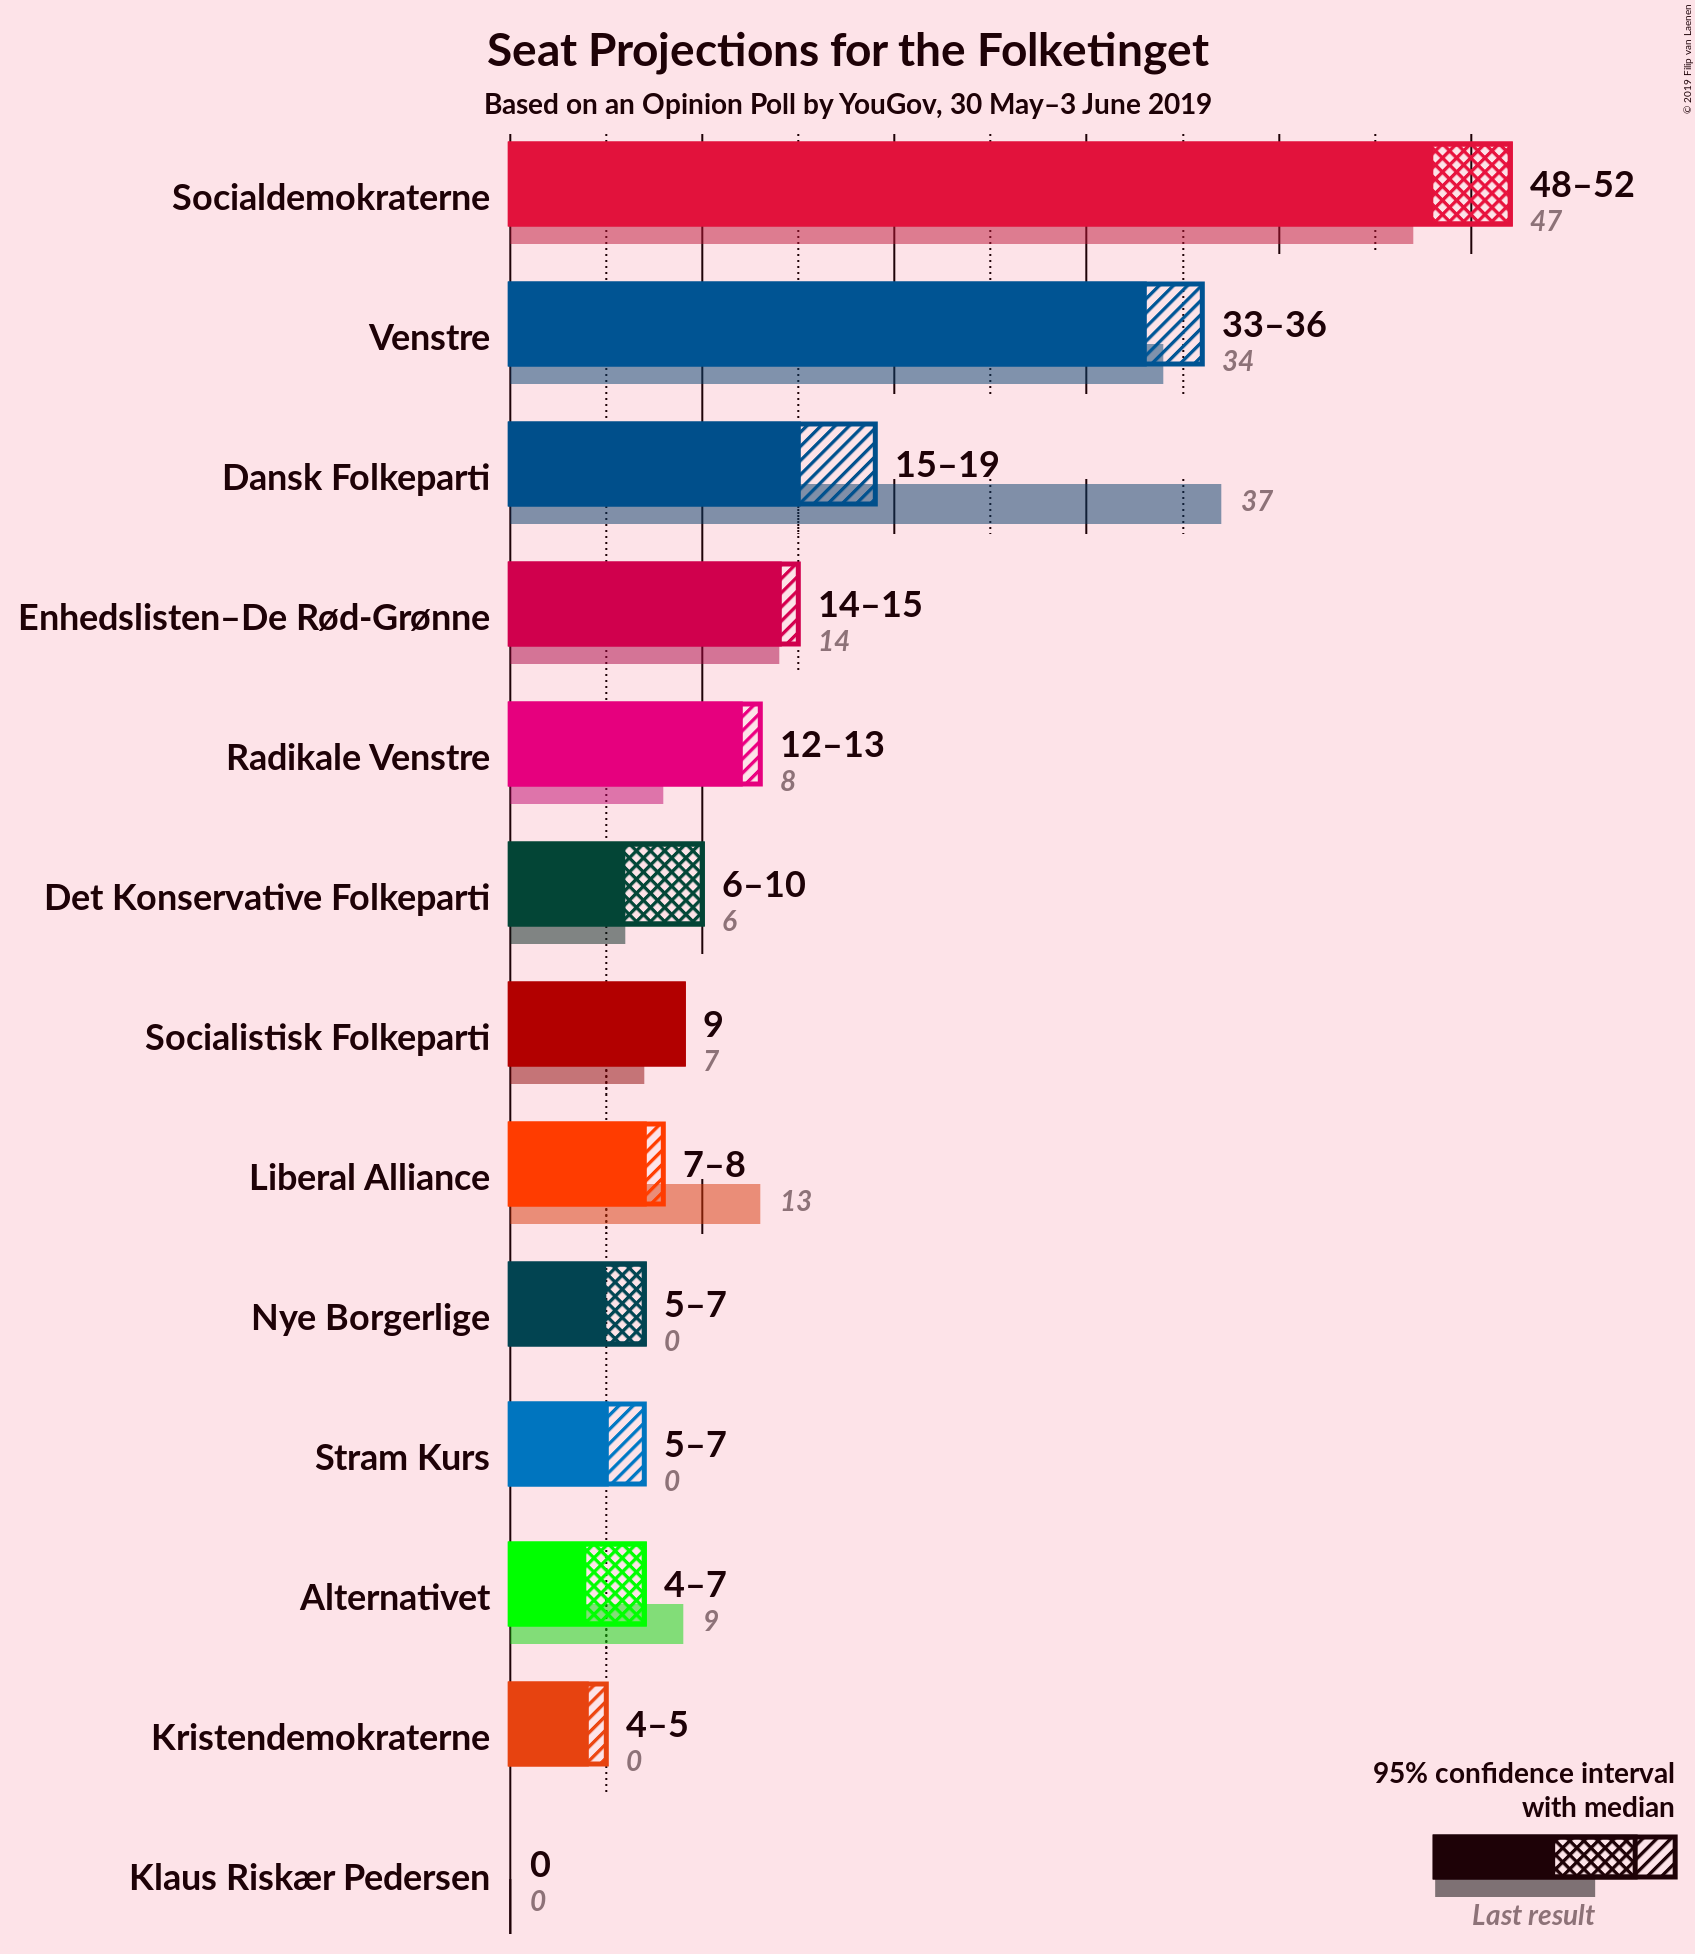 Seat Projections for the Folketinget
Based on an Opinion Poll by YouGov, 30 May–3 June 2019
© 2019 Filip van Laenen
Socialdemokraterne
48–52
47
Venstre
33–36
34
Dansk Folkeparti
15–19
37
Enhedslisten–De Rød-Grønne
14–15
14
Radikale Venstre
12–13
8
Det Konservative Folkeparti
6–10
6
Socialistisk Folkeparti
9
7
Liberal Alliance
7–8
13
Nye Borgerlige
5–7
0
Stram Kurs
5–7
0
Alternativet
4–7
9
Kristendemokraterne
4–5
0
Klaus Riskær Pedersen
0
0
95% confidence interval
with median
Last result